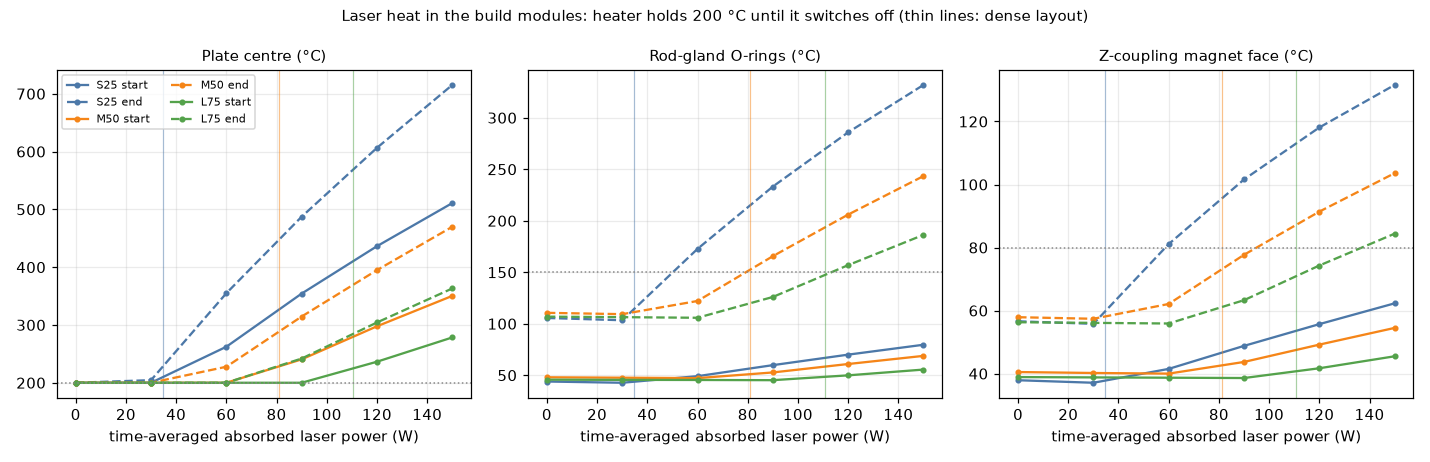 Laser heat in the build modules: heater holds 200 °C until it switches off (thin lines: dense layout)
Plate centre (°C)
S25 start
S25 end
M50 start
M50 end
L75 start
L75 end
700
600
500
400
300
200
0 20 40 60 80 100 120 140
time-averaged absorbed laser power (W)
Rod-gland O-rings (°C)
300
250
200
150
100
50
0 20 40 60 80 100 120 140
time-averaged absorbed laser power (W)
Z-coupling magnet face (°C)
120
100
80
60
40
0 20 40 60 80 100 120 140
time-averaged absorbed laser power (W)